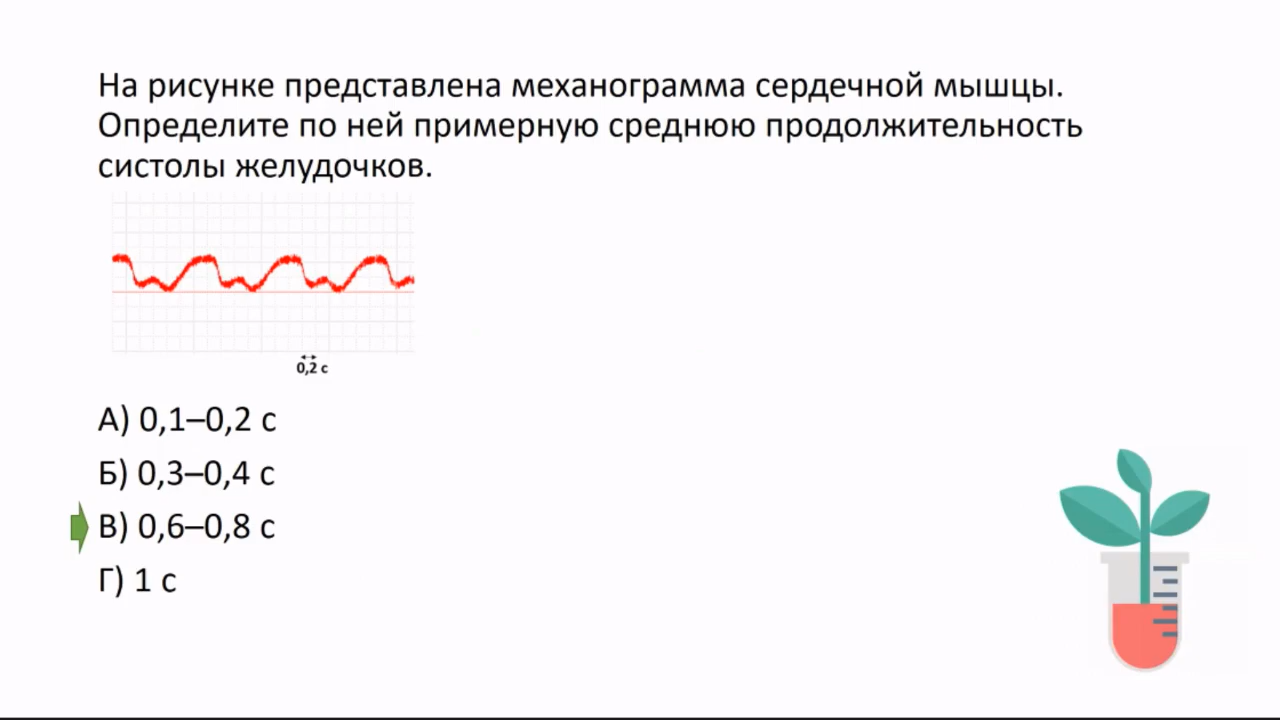 На рисунке представлена механограмма сердечной мышцы.
Определите по ней примерную среднюю продолжительность
систолы желудочков.
0,2 с
А) 0,1–0,2 с
Б) 0,3–0,4 с
В) 0,6–0,8 с
Г) 1 с